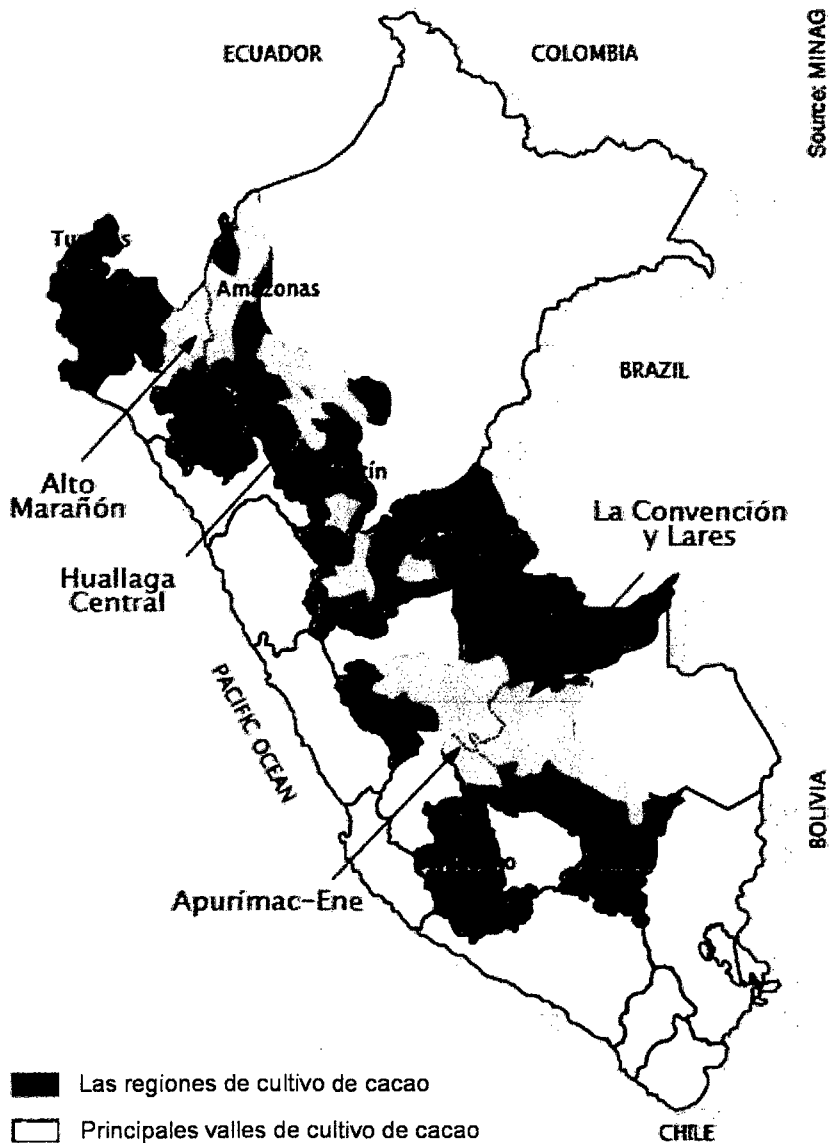 ECUADOR
COLOMBIA
Source: MINAG
Amazonas
BRAZIL
Alto
Marañón
La Convención
y Lares
Huallaga
Central
PACIFIC OCEAN
BOLIVIA
Apurímac-Ene
Las regiones de cultivo de cacao
Principales valles de cultivo de cacao
CHILE